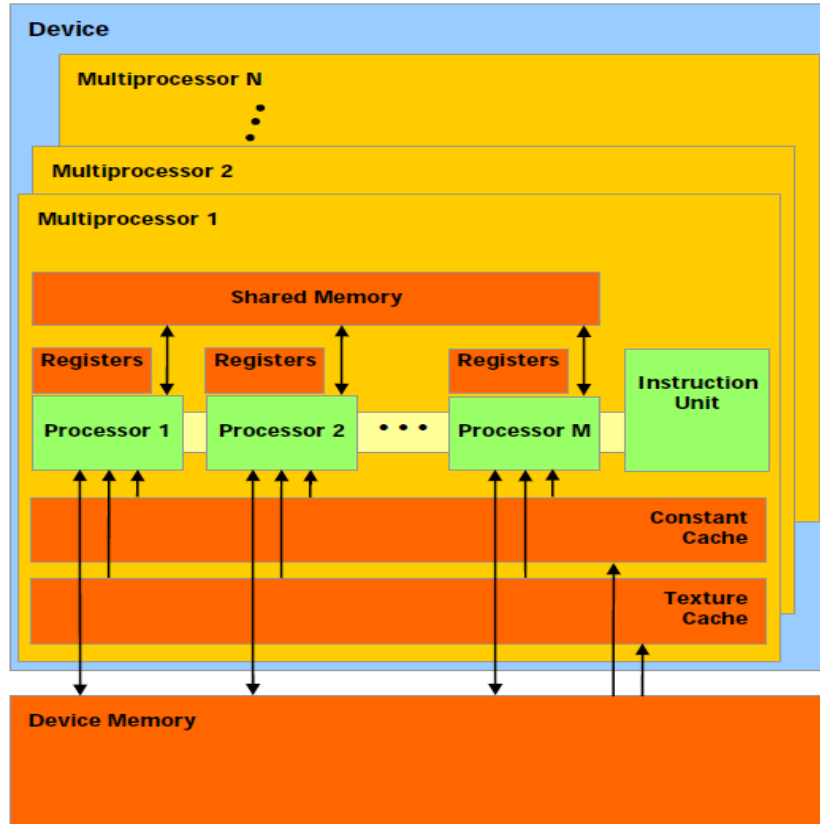 Device
Multiprocessor N
Multiprocessor 2
Multiprocessor 1
Shared Memory
Registers
Registers
Registers
Instruction
Unit
Processor 1
Processor 2
Processor M
Constant
Cache
Texture
Cache
Device Memory